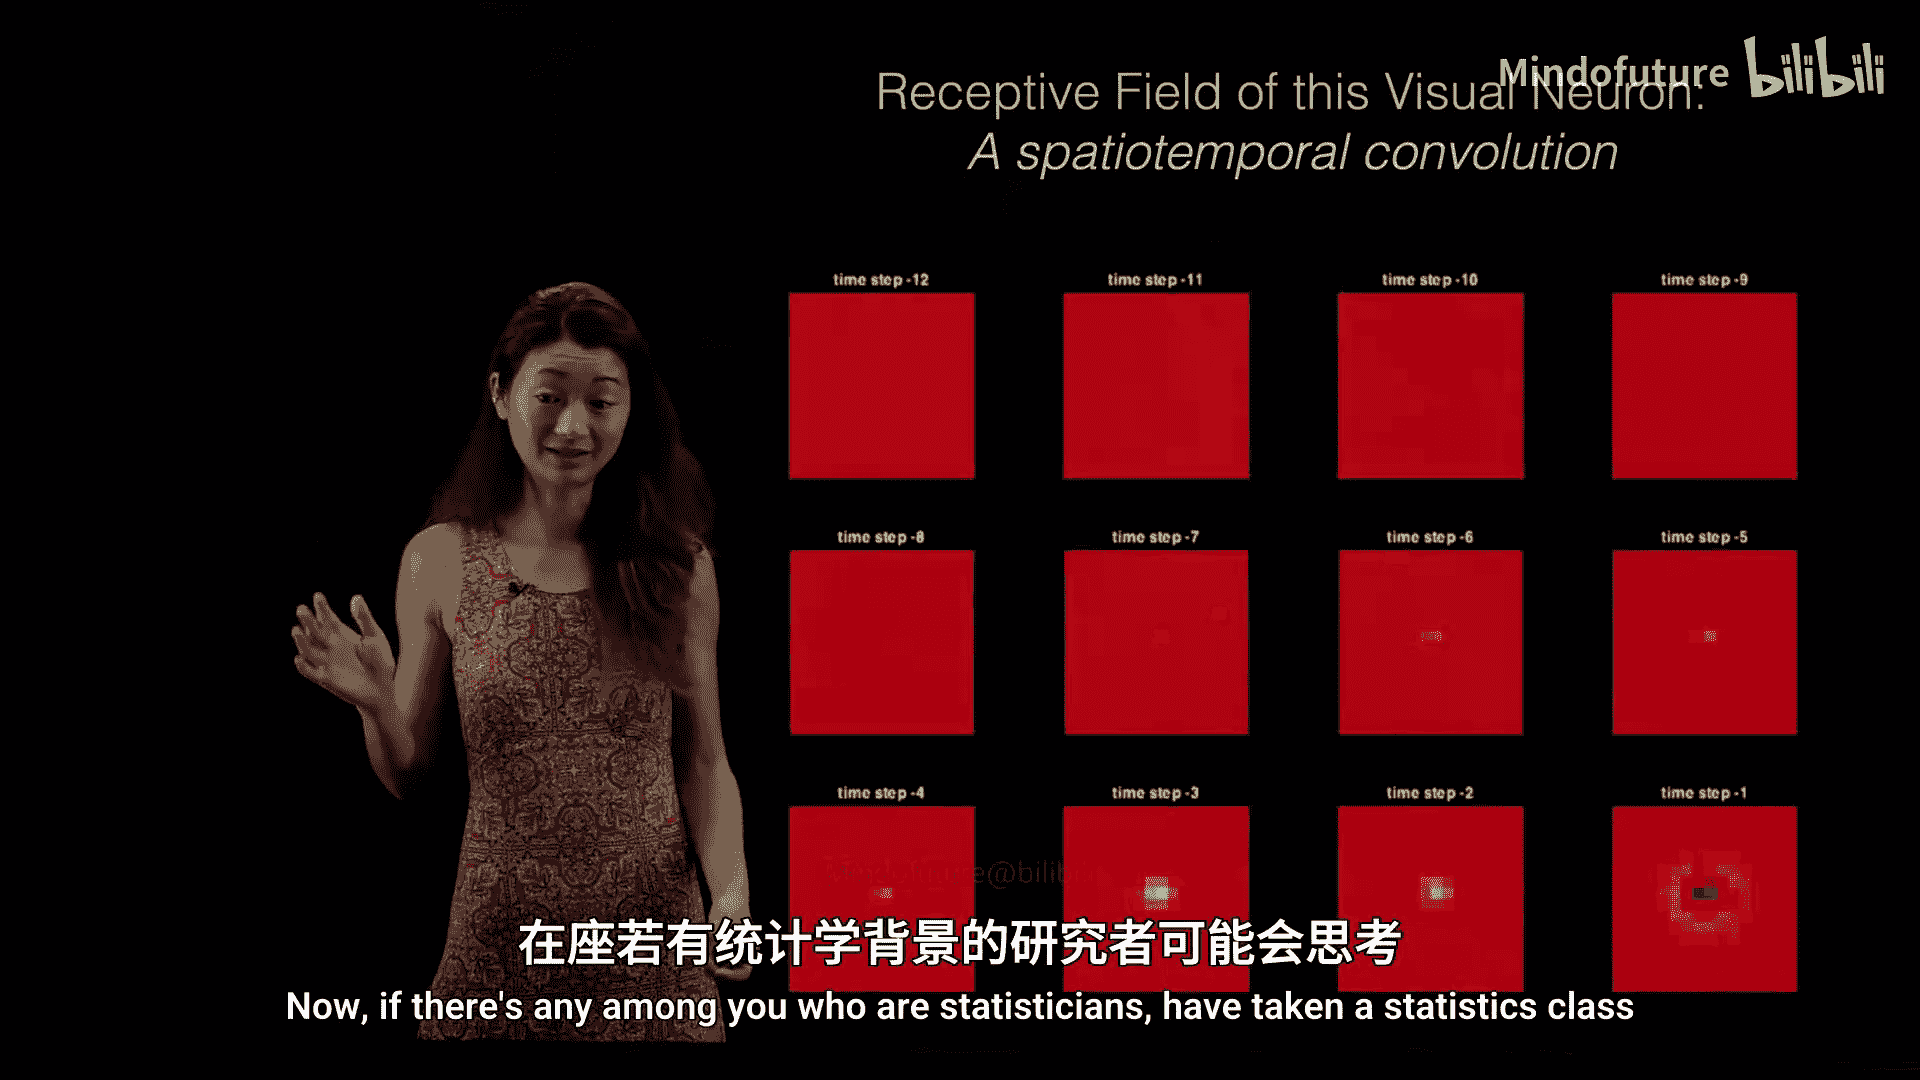 Mindofuture bilibili
Receptive Field of this Visual Neuron:
A spatiotemporal convolution
time step -12
time step -11
time step -10
time step -9
time step -8
time step -7
time step -6
time step -5
time step -4
time step -3
time step -2
time step -1
在座若有统计学背景的研究者可能会思考
Now, if there's any among you who are statisticians, have taken a statistics class